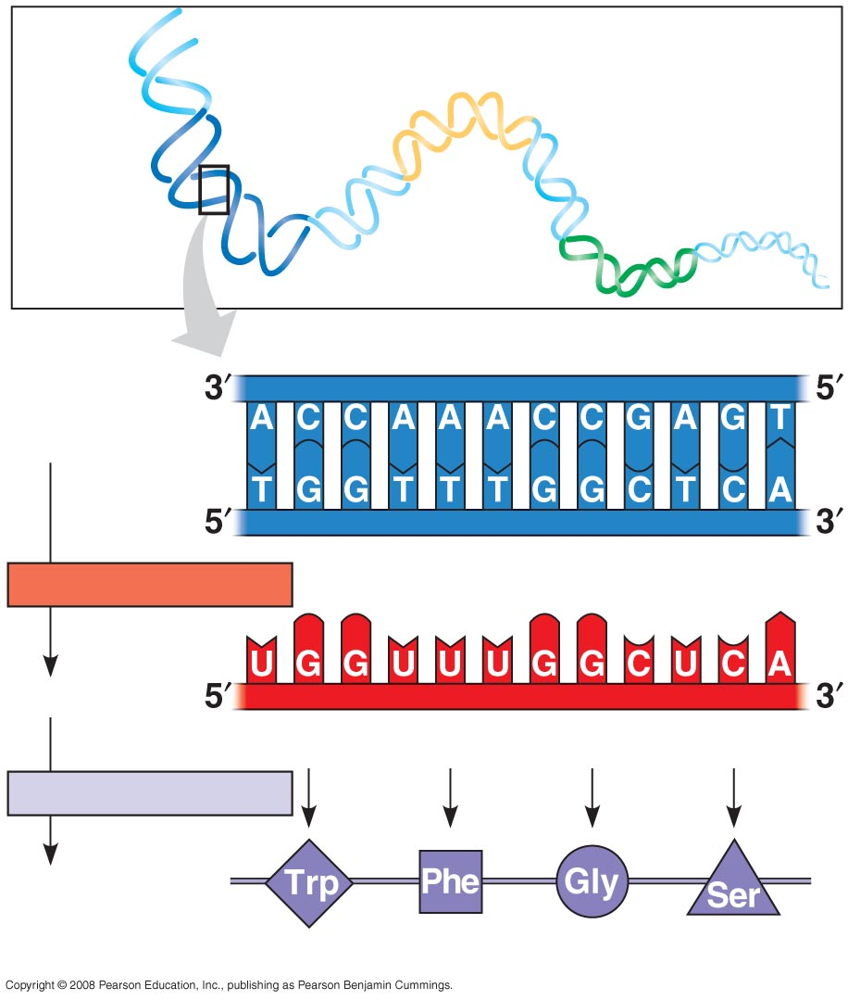 3′ 5′
A C C A A A C C G A G T
T G G T T T G G C T C A
5′ 3′
U G G U U U G G C U C A
5′ 3′
Trp Phe Gly Ser
Copyright © 2008 Pearson Education, Inc., publishing as Pearson Benjamin Cummings.